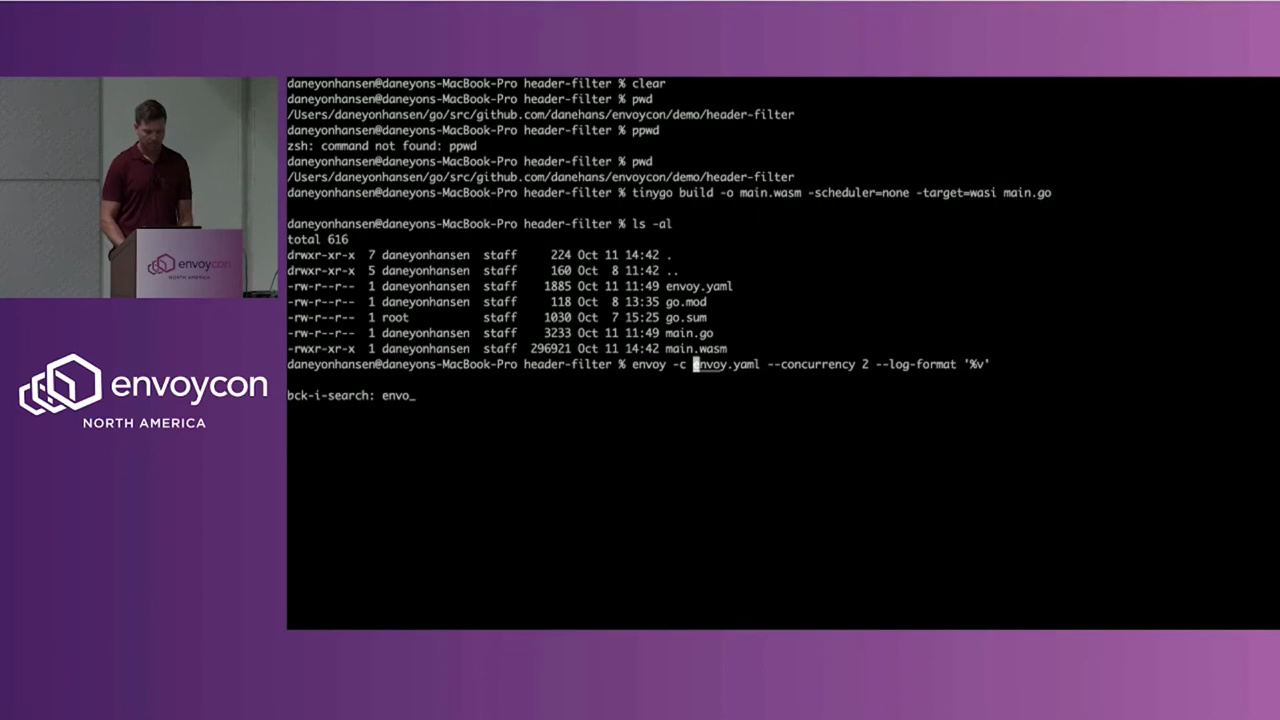 daneyonhansen@daneyons-MacBook-Pro header-filter % clear
daneyonhansen@daneyons-MacBook-Pro header-filter % pwd
/Users/daneyonhansen/go/src/github.com/danehans/envoycon/demo/header-filter
daneyonhansen@daneyons-MacBook-Pro header-filter % ppwd
zsh: command not found: ppwd
daneyonhansen@daneyons-MacBook-Pro header-filter % pwd
/Users/daneyonhansen/go/src/github.com/danehans/envoycon/demo/header-filter
daneyonhansen@daneyons-MacBook-Pro header-filter % tinygo build -o main.wasm -scheduler=none -target=wasi main.go
daneyonhansen@daneyons-MacBook-Pro header-filter % ls -al
total 616
drwxr-xr-x 7 daneyonhansen staff 224 Oct 11 14:42 .
drwxr-xr-x 5 daneyonhansen staff 160 Oct 8 11:42 ..
-rw-r--r-- 1 daneyonhansen staff 1885 Oct 11 11:49 envoy.yaml
-rw-r--r-- 1 daneyonhansen staff 118 Oct 8 13:35 go.mod
-rw-r--r-- 1 root staff 1030 Oct 7 15:25 go.sum
-rw-r--r-- 1 daneyonhansen staff 3233 Oct 11 11:49 main.go
-rwxr-xr-x 1 daneyonhansen staff 296921 Oct 11 14:42 main.wasm
daneyonhansen@daneyons-MacBook-Pro header-filter % envoy -c envoy.yaml --concurrency 2 --log-format '%v'
bck-i-search: envo_
envoycon
NORTH AMERICA
envoycon
NORTH AMERICA